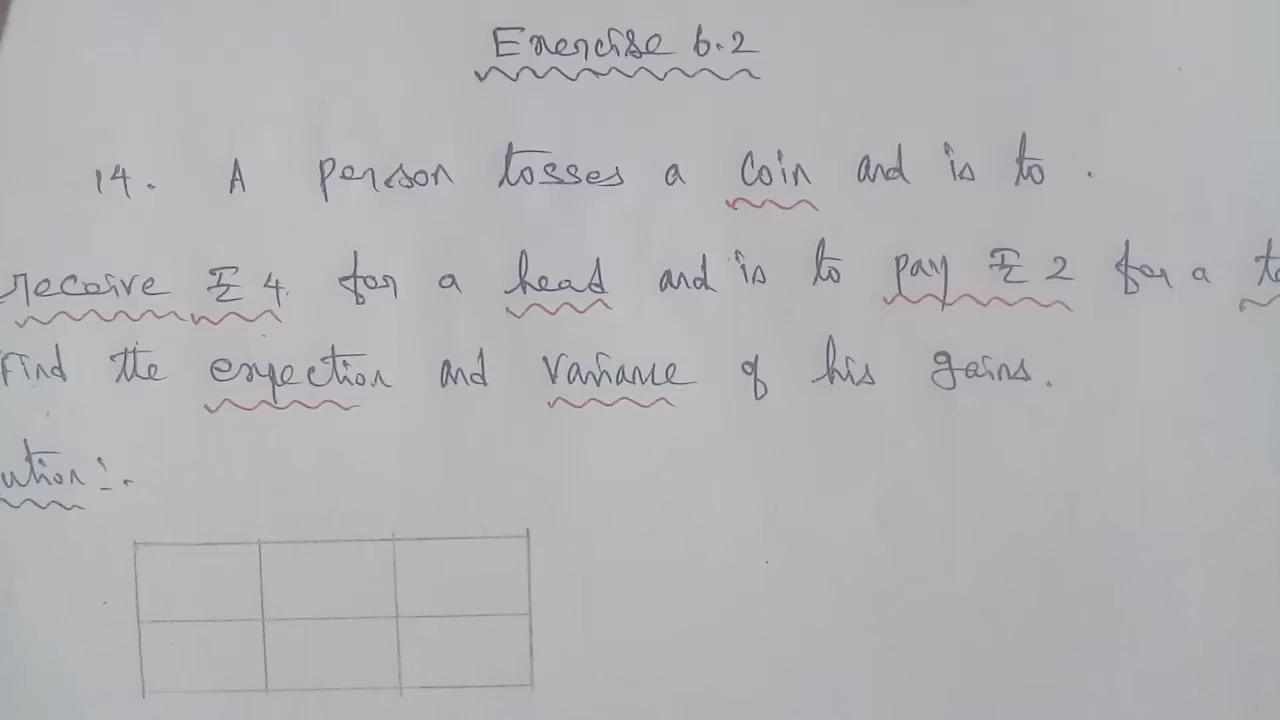 Exercise 6.2
14. A person tosses a coin and is to.
receive ₹ 4 for a head and is to pay ₹ 2 for a t
Find the expection and variance of his gains.
ution:-